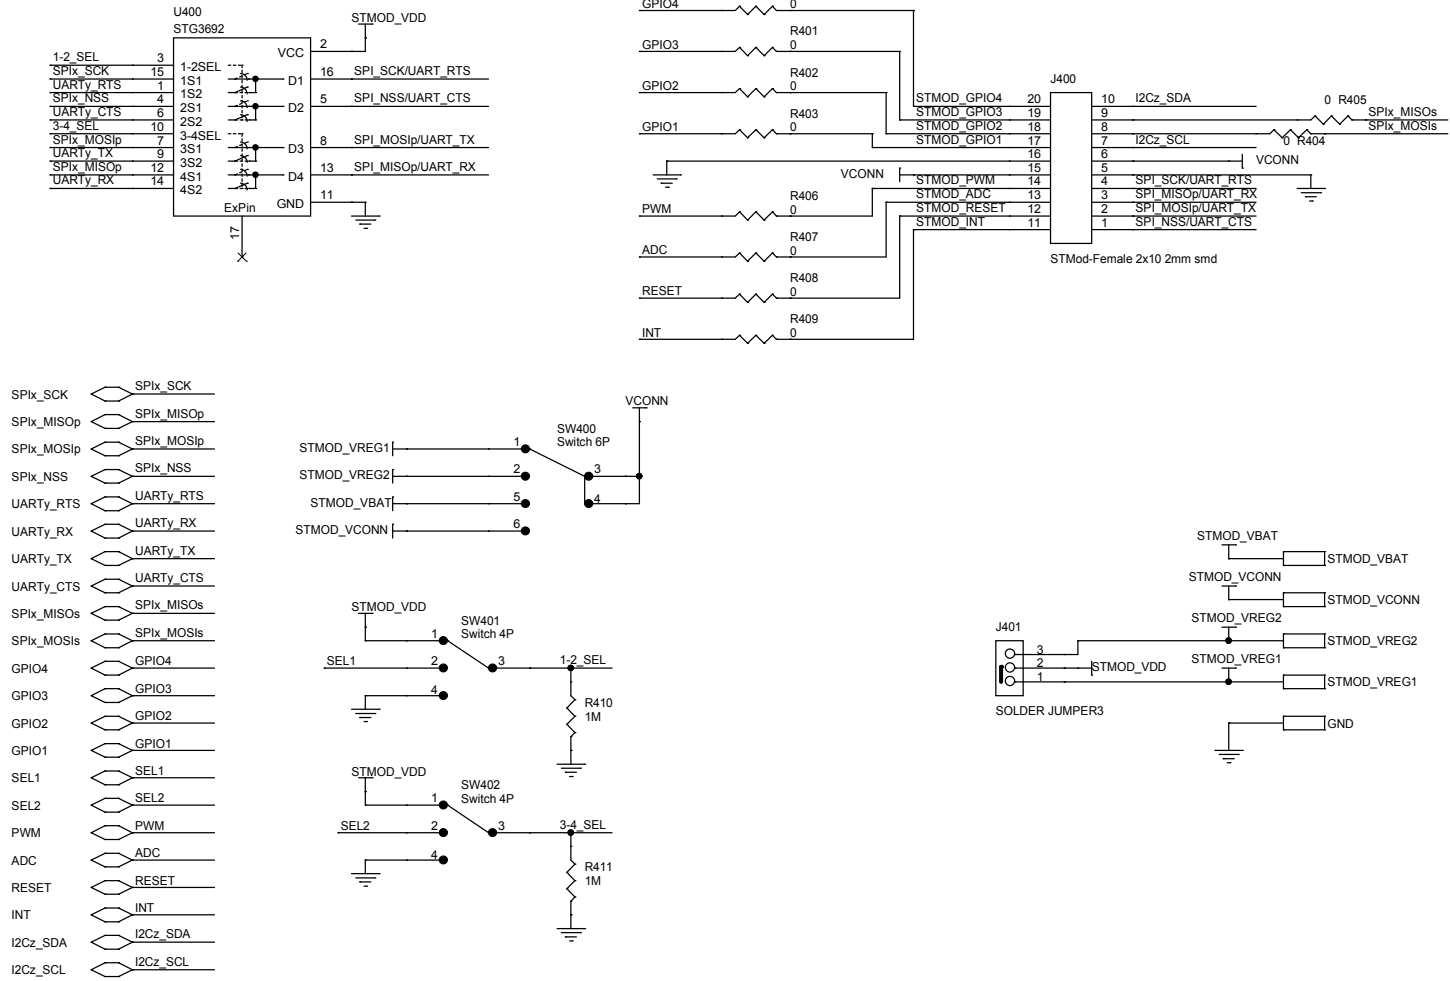 U400
STG3692
STMOD_VDD
VCC 2
1-2_SEL 3 1-2SEL
SPIx_SCK 15 1S1 D1 16 SPI_SCK/UART_RTS
UARTy_RTS 1 1S2
SPIx_NSS 4 2S1 D2 5 SPI_NSS/UART_CTS
UARTy_CTS 6 2S2
3-4_SEL 10 3-4SEL
SPIx_MOSIp 7 3S1 D3 8 SPI_MOSIp/UART_TX
UARTy_TX 9 3S2
SPIx_MISOp 12 4S1 D4 13 SPI_MISOp/UART_RX
UARTy_RX 14 4S2
ExPin GND 11
17
GPIO4 0
R401
GPIO3 0
R402
GPIO2 0
R403
GPIO1 0
J400
STMOD_GPIO4 20 10 I2Cz_SDA
STMOD_GPIO3 19 9 0 R405 SPIx_MISOs
STMOD_GPIO2 18 8 0 R404 SPIx_MOSIs
STMOD_GPIO1 17 7 I2Cz_SCL
16 6 VCONN
VCONN 15 5
STMOD_PWM 14 4 SPI_SCK/UART_RTS
STMOD_ADC 13 3 SPI_MISOp/UART_RX
STMOD_RESET 12 2 SPI_MOSIp/UART_TX
STMOD_INT 11 1 SPI_NSS/UART_CTS
STMod-Female 2x10 2mm smd
R406
PWM 0
R407
ADC 0
R408
RESET 0
R409
INT 0
SPIx_SCK SPIx_SCK
SPIx_MISOp SPIx_MISOp
SPIx_MOSIp SPIx_MOSIp
SPIx_NSS SPIx_NSS
UARTy_RTS UARTy_RTS
UARTy_RX UARTy_RX
UARTy_TX UARTy_TX
UARTy_CTS UARTy_CTS
SPIx_MISOs SPIx_MISOs
SPIx_MOSIs SPIx_MOSIs
GPIO4 GPIO4
GPIO3 GPIO3
GPIO2 GPIO2
GPIO1 GPIO1
SEL1 SEL1
SEL2 SEL2
PWM PWM
ADC ADC
RESET RESET
INT INT
I2Cz_SDA I2Cz_SDA
I2Cz_SCL I2Cz_SCL
VCONN
SW400
Switch 6P
STMOD_VREG1 1
STMOD_VREG2 2 3
STMOD_VBAT 5 4
STMOD_VCONN 6
STMOD_VDD
SW401
Switch 4P
1
SEL1 2 3 1-2_SEL
4
R410
1M
STMOD_VDD
SW402
Switch 4P
1
SEL2 2 3 3-4_SEL
4
R411
1M
STMOD_VBAT
STMOD_VBAT
STMOD_VCONN
STMOD_VCONN
STMOD_VREG2
STMOD_VREG2
J401
3
2 STMOD_VDD
1
STMOD_VREG1
STMOD_VREG1
SOLDER JUMPER3
GND